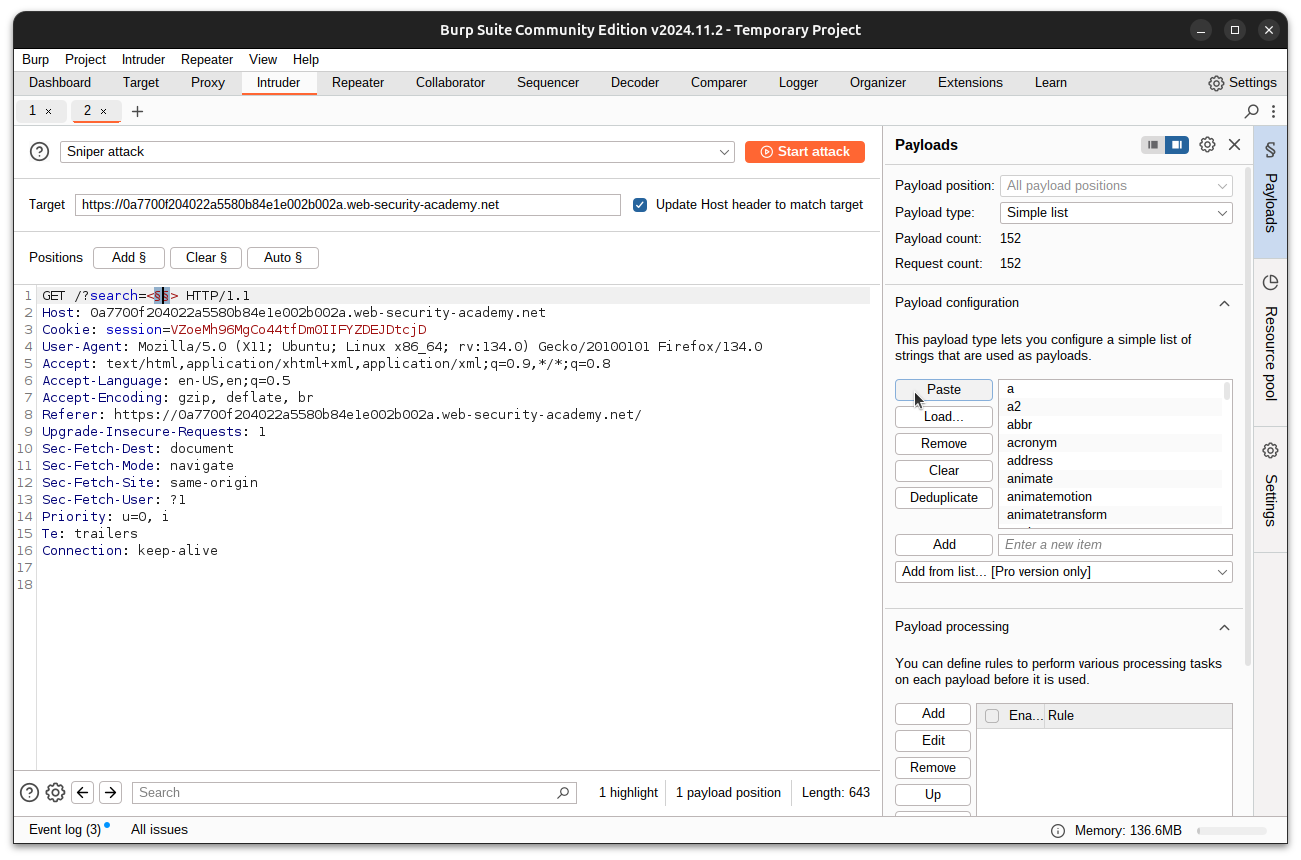 Burp Suite Community Edition v2024.11.2 - Temporary Project
Burp Project Intruder Repeater View Help
Dashboard Target Proxy Intruder Repeater Collaborator Sequencer Decoder Comparer Logger Organizer Extensions Learn Settings
1 × 2 × +
Sniper attack
Start attack
Target https://0a7700f204022a5580b84e1e002b002a.web-security-academy.net Update Host header to match target
Positions Add § Clear § Auto §
1 GET /?search=<§§> HTTP/1.1
2 Host: 0a7700f204022a5580b84e1e002b002a.web-security-academy.net
3 Cookie: session=VZoeMh96MgCo44tfDm0IIFYZDEJDtcjD
4 User-Agent: Mozilla/5.0 (X11; Ubuntu; Linux x86_64; rv:134.0) Gecko/20100101 Firefox/134.0
5 Accept: text/html,application/xhtml+xml,application/xml;q=0.9,*/*;q=0.8
6 Accept-Language: en-US,en;q=0.5
7 Accept-Encoding: gzip, deflate, br
8 Referer: https://0a7700f204022a5580b84e1e002b002a.web-security-academy.net/
9 Upgrade-Insecure-Requests: 1
10 Sec-Fetch-Dest: document
11 Sec-Fetch-Mode: navigate
12 Sec-Fetch-Site: same-origin
13 Sec-Fetch-User: ?1
14 Priority: u=0, i
15 Te: trailers
16 Connection: keep-alive
17
18
Search
1 highlight 1 payload position Length: 643
Payloads
Payload position: All payload positions
Payload type: Simple list
Payload count: 152
Request count: 152
Payload configuration
This payload type lets you configure a simple list of
strings that are used as payloads.
Paste
Load...
Remove
Clear
Deduplicate
a
a2
abbr
acronym
address
animate
animatemotion
animatetransform
Add Enter a new item
Add from list... [Pro version only]
Payload processing
You can define rules to perform various processing tasks
on each payload before it is used.
Add
Edit
Remove
Up
Ena... Rule
§ Payloads
Resource pool
Settings
Event log (3) All issues
Memory: 136.6MB